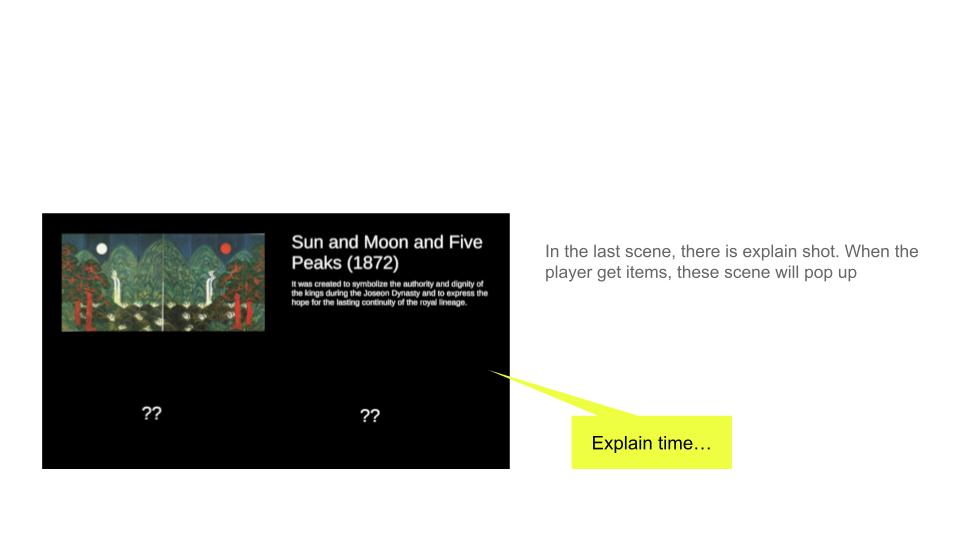 Sun and Moon and Five
Peaks (1872)
It was created to symbolize the authority and dignity of
the kings during the Joseon Dynasty and to express the
hope for the lasting continuity of the royal lineage.
??
??
In the last scene, there is explain shot. When the
player get items, these scene will pop up
Explain time…